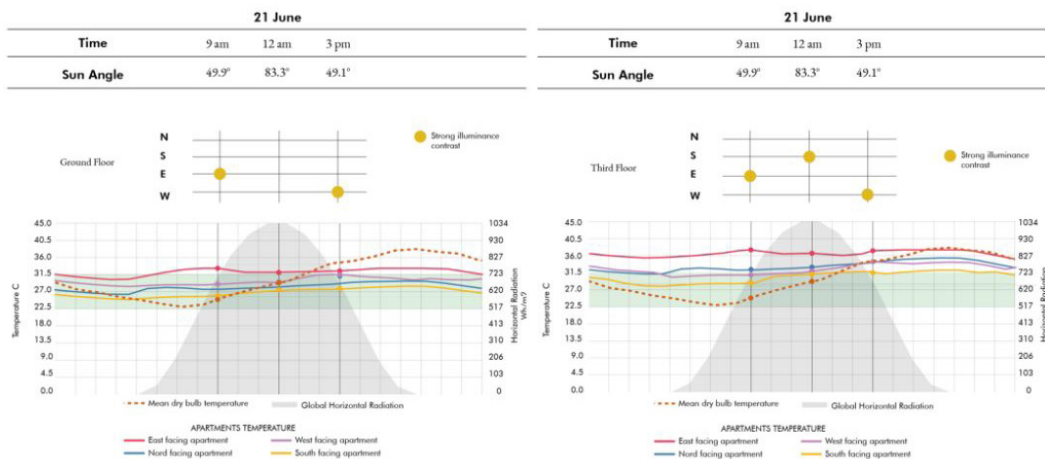 21 June
Time 9 am 12 am 3 pm
Sun Angle 49.9° 83.3° 49.1°
N
S
E
W
Ground Floor
Strong illuminance
contrast
Temperature C
45.0
40.5
36.0
31.5
27.0
22.5
18.0
13.5
9.0
4.5
0.0
1034
930
827
723
620
517
413
310
206
103
0
Horizontal Radiation
Wh/m?
Mean dry bulb temperature
Global Horizontal Radiation
APARTMENTS TEMPERATURE
East facing apartment
West facing apartment
Nord facing apartment
South facing apartment
21 June
Time 9 am 12 am 3 pm
Sun Angle 49.9° 83.3° 49.1°
N
S
E
W
Third Floor
Strong illuminance
contrast
Temperature C
45.0
40.5
36.0
31.5
27.0
22.5
18.0
13.5
9.0
4.5
0.0
1034
930
827
723
620
517
413
310
206
103
0
Horizontal Radiation
Mean dry bulb temperature
Global Horizontal Radiation
APARTMENTS TEMPERATURE
East facing apartment
West facing apartment
Nord facing apartment
South facing apartment